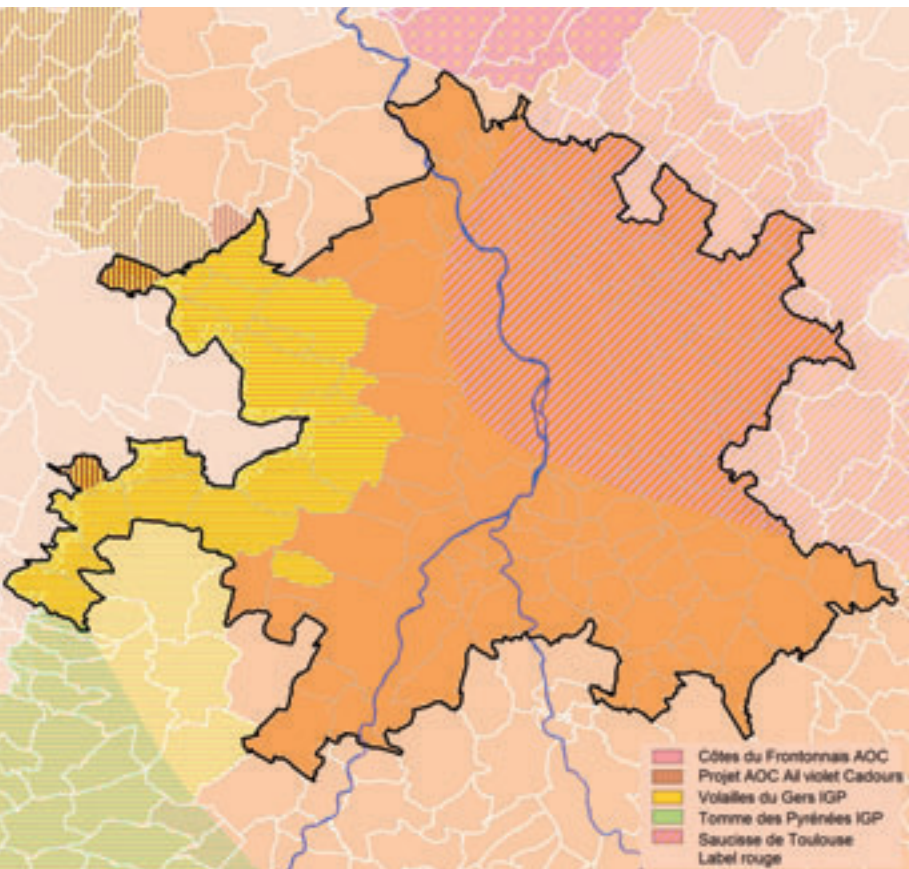 Côtes du Frontonnais AOC
Projet AOC Ail violet Cadours
Volailles du Gers IGP
Tomme des Pyrénées IGP
Saucisse de Toulouse
Label rouge